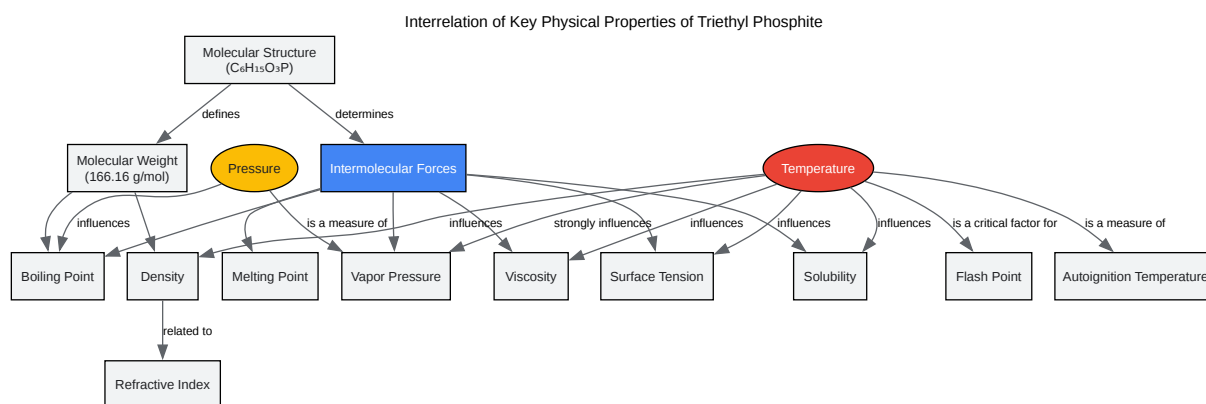 Interrelation of Key Physical Properties of Triethyl Phosphite
Molecular Structure
(C₆H₁₅O₃P)
defines
determines
Molecular Weight
(166.16 g/mol)
Pressure
Intermolecular Forces
Temperature
influences
is a measure of
influences
strongly influences
influences
influences
influences
is a critical factor for
is a measure of
Boiling Point
Density
Melting Point
Vapor Pressure
Viscosity
Surface Tension
Solubility
Flash Point
Autoignition Temperature
related to
Refractive Index